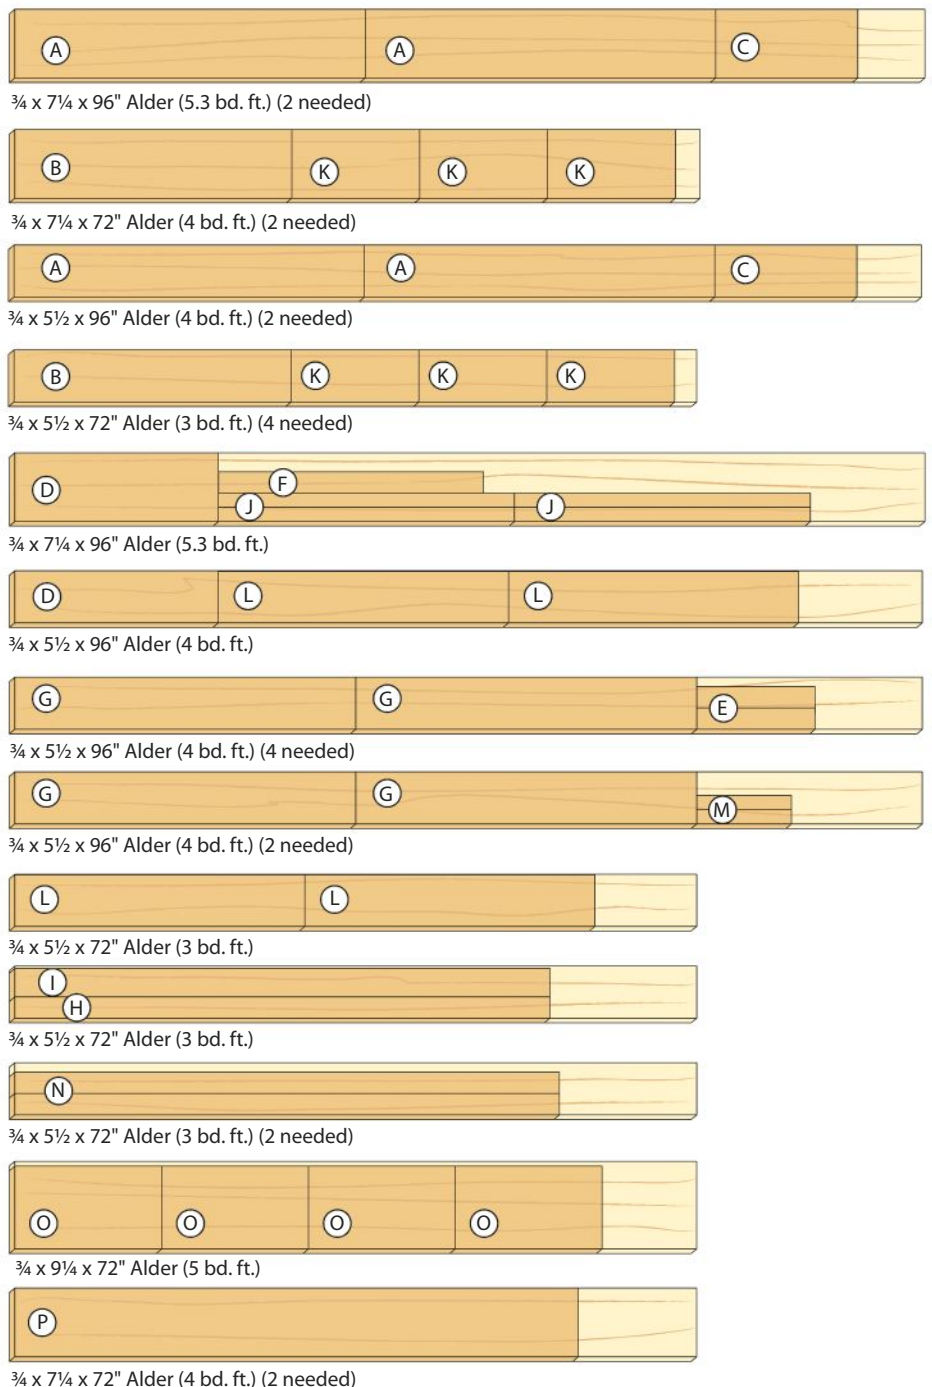 A A C
¾ x 7¼ x 96" Alder (5.3 bd. ft.) (2 needed)
B K K K
¾ x 7¼ x 72" Alder (4 bd. ft.) (2 needed)
A A C
¾ x 5½ x 96" Alder (4 bd. ft.) (2 needed)
B K K K
¾ x 5½ x 72" Alder (3 bd. ft.) (4 needed)
D F
J J
¾ x 7¼ x 96" Alder (5.3 bd. ft.)
D L L
¾ x 5½ x 96" Alder (4 bd. ft.)
G G E
¾ x 5½ x 96" Alder (4 bd. ft.) (4 needed)
G G M
¾ x 5½ x 96" Alder (4 bd. ft.) (2 needed)
L L
¾ x 5½ x 72" Alder (3 bd. ft.)
I
H
¾ x 5½ x 72" Alder (3 bd. ft.)
N
¾ x 5½ x 72" Alder (3 bd. ft.) (2 needed)
O O O O
¾ x 9¼ x 72" Alder (5 bd. ft.)
P
¾ x 7¼ x 72" Alder (4 bd. ft.) (2 needed)